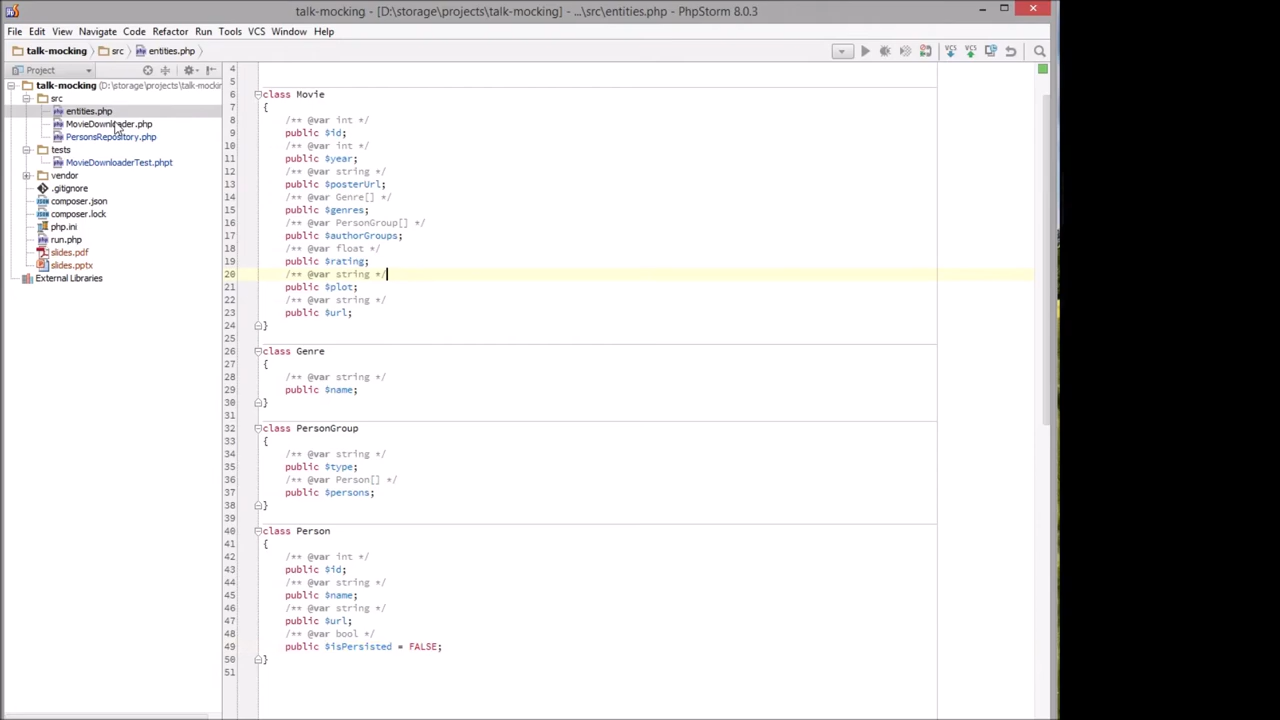 talk-mocking - [D:\storage\projects\talk-mocking] - ...\src\entities.php - PhpStorm 8.0.3
File Edit View Navigate Code Refactor Run Tools VCS Window Help
talk-mocking src entities.php
Project
talk-mocking (D:\storage\projects\talk-mockin
src
entities.php
MovieDownloader.php
PersonsRepository.php
tests
MovieDownloaderTest.phpt
vendor
.gitignore
composer.json
composer.lock
php.ini
run.php
slides.pdf
slides.pptx
External Libraries
4
5
6 class Movie
7 {
8 /** @var int */
9 public $id;
10 /** @var int */
11 public $year;
12 /** @var string */
13 public $posterUrl;
14 /** @var Genre[] */
15 public $genres;
16 /** @var PersonGroup[] */
17 public $authorGroups;
18 /** @var float */
19 public $rating;
20 /** @var string */
21 public $plot;
22 /** @var string */
23 public $url;
24 }
25
26 class Genre
27 {
28 /** @var string */
29 public $name;
30 }
31
32 class PersonGroup
33 {
34 /** @var string */
35 public $type;
36 /** @var Person[] */
37 public $persons;
38 }
39
40 class Person
41 {
42 /** @var int */
43 public $id;
44 /** @var string */
45 public $name;
46 /** @var string */
47 public $url;
48 /** @var bool */
49 public $isPersisted = FALSE;
50 }
51